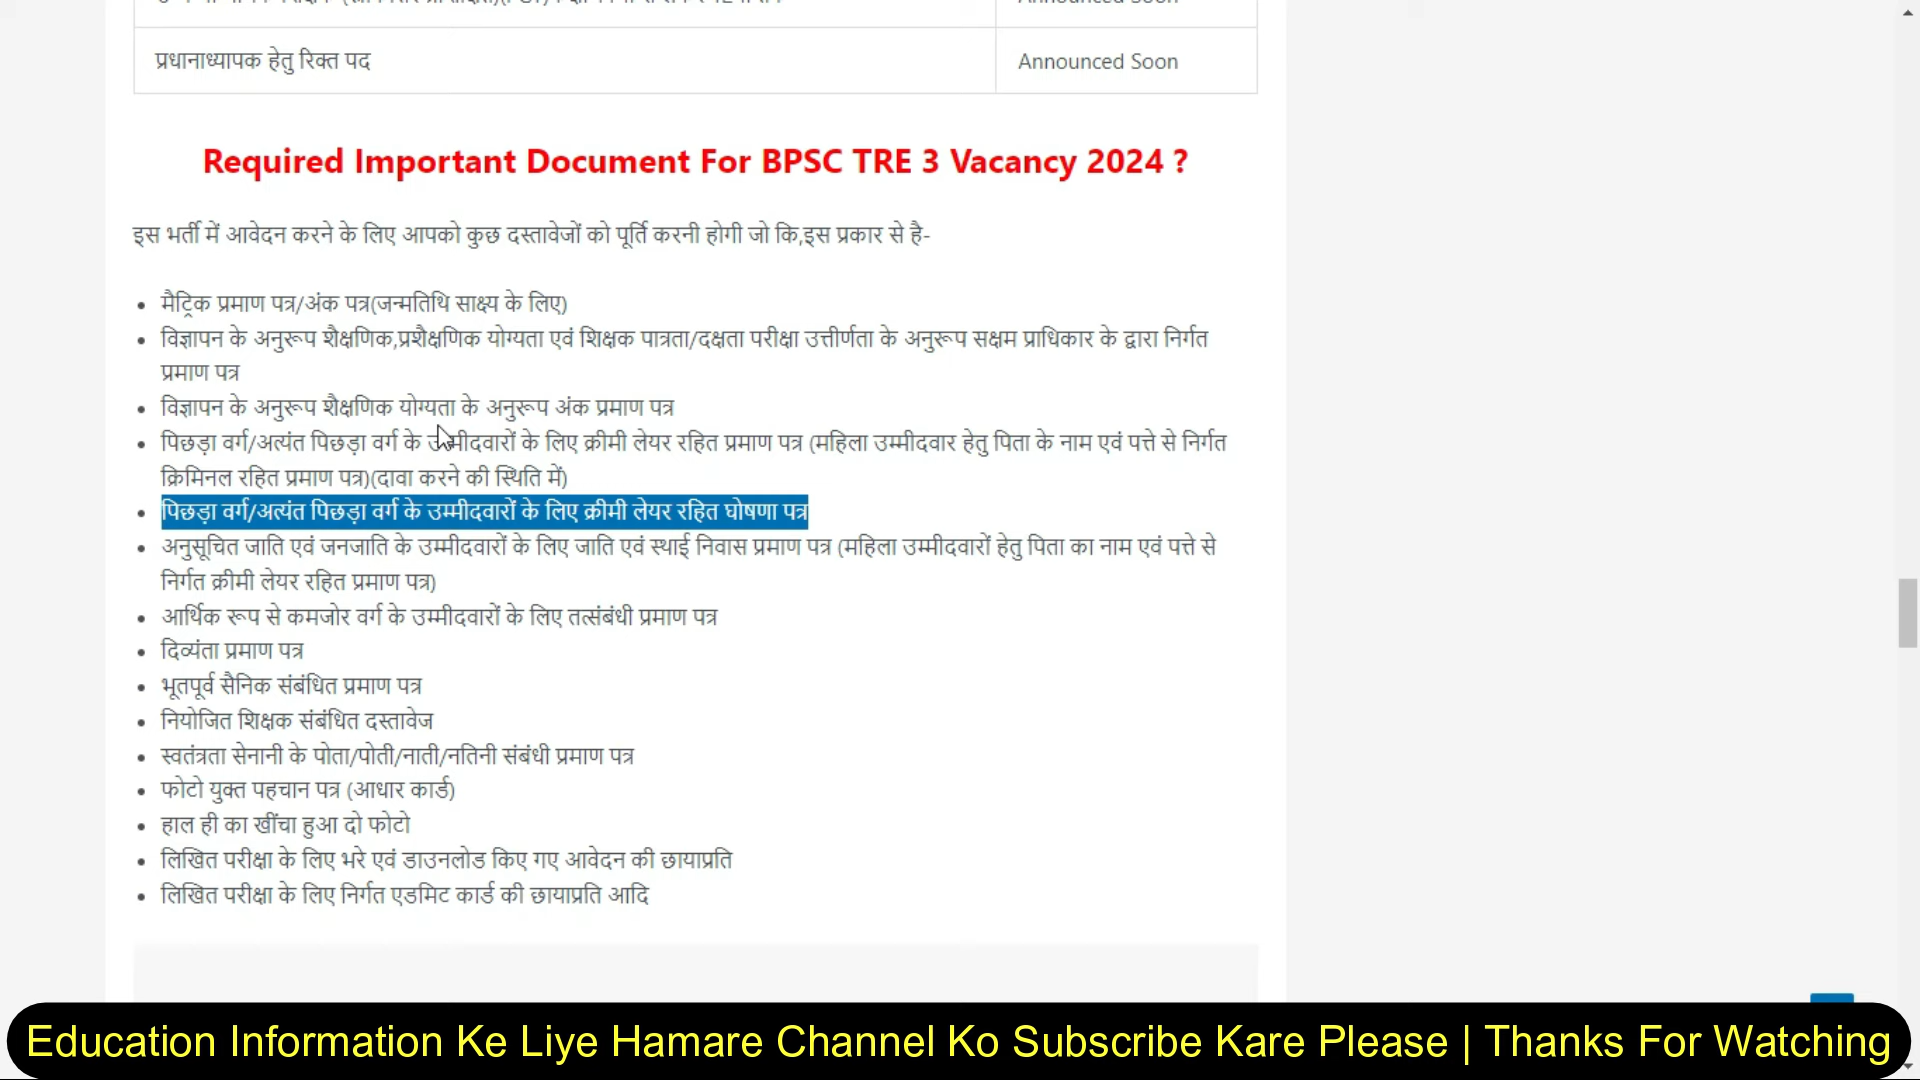 प्रधानाध्यापक हेतु रिक्त पद
Announced Soon
Required Important Document For BPSC TRE 3 Vacancy 2024 ?
इस भर्ती में आवेदन करने के लिए आपको कुछ दस्तावेजों को पूर्ति करनी होगी जो कि,इस प्रकार से है-
मैट्रिक प्रमाण पत्र/अंक पत्र(जन्मतिथि साक्ष्य के लिए)
विज्ञापन के अनुरूप शैक्षणिक,प्रशैक्षणिक योग्यता एवं शिक्षक पात्रता/दक्षता परीक्षा उत्तीर्णता के अनुरूप सक्षम प्राधिकार के द्वारा निर्गत
प्रमाण पत्र
विज्ञापन के अनुरूप शैक्षणिक योग्यता के अनुरूप अंक प्रमाण पत्र
पिछड़ा वर्ग/अत्यंत पिछड़ा वर्ग के उम्मीदवारों के लिए क्रीमी लेयर रहित प्रमाण पत्र (महिला उम्मीदवार हेतु पिता के नाम एवं पत्ते से निर्गत
क्रिमिनल रहित प्रमाण पत्र)(दावा करने की स्थिति में)
पिछड़ा वर्ग/अत्यंत पिछड़ा वर्ग के उम्मीदवारों के लिए क्रीमी लेयर रहित घोषणा पत्र
अनुसूचित जाति एवं जनजाति के उम्मीदवारों के लिए जाति एवं स्थाई निवास प्रमाण पत्र (महिला उम्मीदवारों हेतु पिता का नाम एवं पत्ते से
निर्गत क्रीमी लेयर रहित प्रमाण पत्र)
आर्थिक रूप से कमजोर वर्ग के उम्मीदवारों के लिए तत्संबंधी प्रमाण पत्र
दिव्यंता प्रमाण पत्र
भूतपूर्व सैनिक संबंधित प्रमाण पत्र
नियोजित शिक्षक संबंधित दस्तावेज
स्वतंत्रता सेनानी के पोता/पोती/नाती/नतिनी संबंधी प्रमाण पत्र
फोटो युक्त पहचान पत्र (आधार कार्ड)
हाल ही का खींचा हुआ दो फोटो
लिखित परीक्षा के लिए भरे एवं डाउनलोड किए गए आवेदन की छायाप्रति
लिखित परीक्षा के लिए निर्गत एडमिट कार्ड की छायाप्रति आदि
Education Information Ke Liye Hamare Channel Ko Subscribe Kare Please | Thanks For Watching